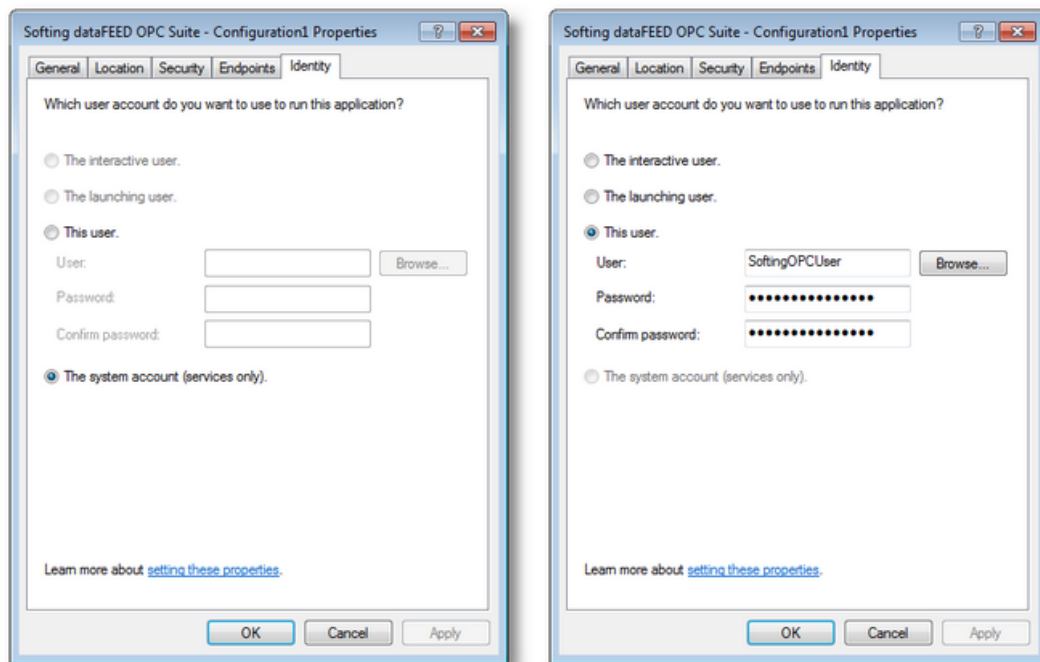 Softing dataFEED OPC Suite - Configuration1 Properties
General Location Security Endpoints Identity
Which user account do you want to use to run this application?
The interactive user.
The launching user.
This user.
User:
Browse...
Password:
Confirm password:
The system account (services only).
Learn more about setting these properties.
OK Cancel Apply
Softing dataFEED OPC Suite - Configuration1 Properties
General Location Security Endpoints Identity
Which user account do you want to use to run this application?
The interactive user.
The launching user.
This user.
User: SoftingOPCUser Browse...
Password: •••••••••••••••
Confirm password: •••••••••••••••
The system account (services only).
Learn more about setting these properties.
OK Cancel Apply